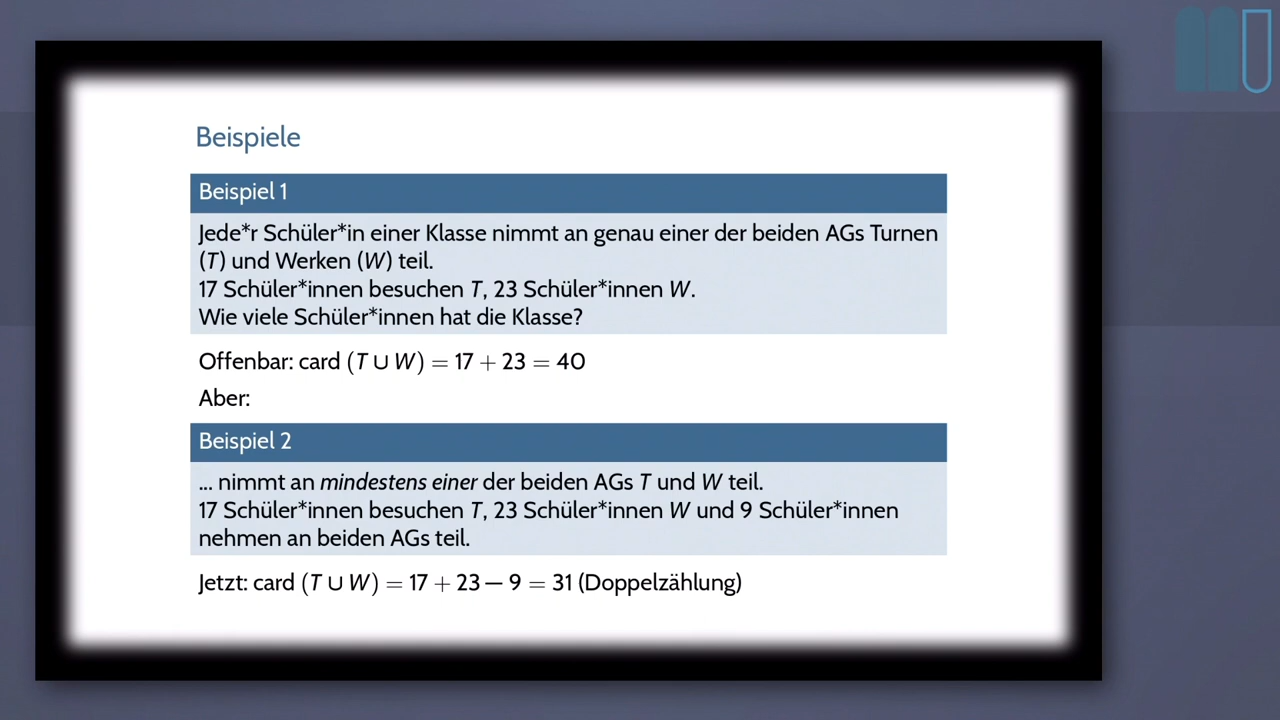 Beispiele
Beispiel 1
Jede*r Schüler*in einer Klasse nimmt an genau einer der beiden AGs Turnen
(T) und Werken (W) teil.
17 Schüler*innen besuchen T, 23 Schüler*innen W.
Wie viele Schüler*innen hat die Klasse?
Offenbar: card (T ∪ W) = 17 + 23 = 40
Aber:
Beispiel 2
... nimmt an mindestens einer der beiden AGs T und W teil.
17 Schüler*innen besuchen T, 23 Schüler*innen W und 9 Schüler*innen
nehmen an beiden AGs teil.
Jetzt: card (T ∪ W) = 17 + 23 — 9 = 31 (Doppelzählung)